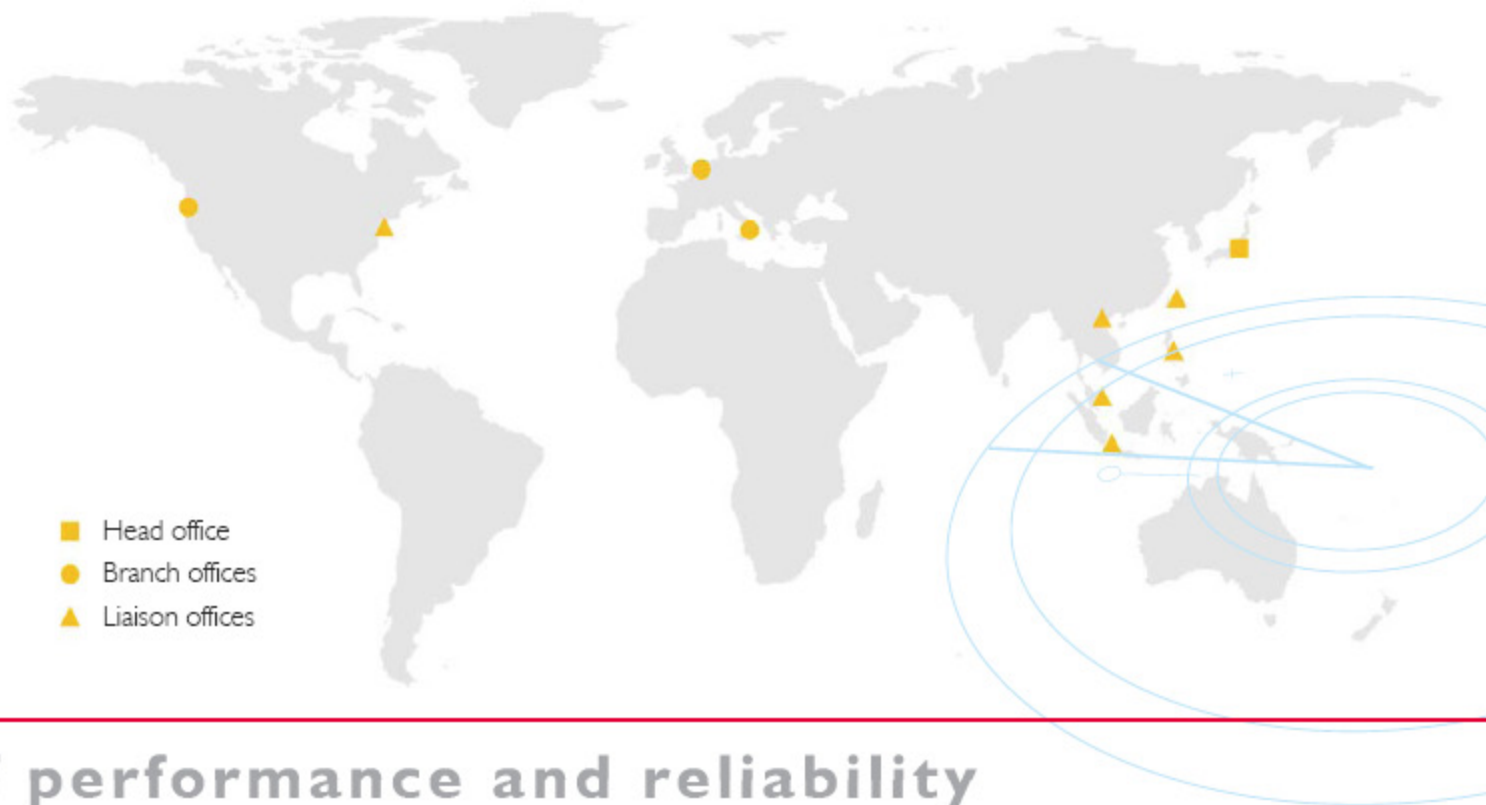 Head office
Branch offices
Liaison offices
performance and reliability